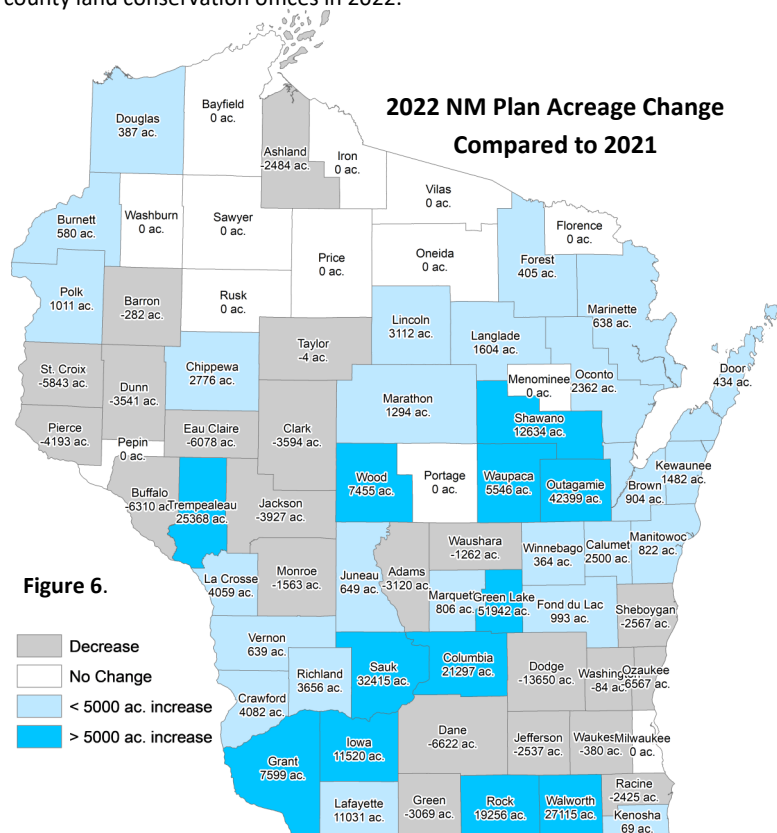 county land conservation offices in 2022.
2022 NM Plan Acreage Change
Compared to 2021
Douglas
387 ac.
Bayfield
0 ac.
Ashland
-2484 ac.
Iron
0 ac.
Vilas
0 ac.
Burnett
580 ac.
Washburn
0 ac.
Sawyer
0 ac.
Price
0 ac.
Oneida
0 ac.
Forest
405 ac.
Florence
0 ac.
Marinette
638 ac.
Polk
1011 ac.
Barron
-282 ac.
Rusk
0 ac.
Lincoln
3112 ac.
Langlade
1604 ac.
Taylor
-4 ac.
Chippewa
2776 ac.
Menominee
0 ac.
Oconto
2362 ac.
Door
434 ac.
St. Croix
-5843 ac.
Dunn
-3541 ac.
Marathon
1294 ac.
Shawano
12634 ac.
Pierce
-4193 ac.
Pepin
0 ac.
Eau Claire
-6078 ac.
Clark
-3594 ac.
Wood
7455 ac.
Portage
0 ac.
Waupaca
5546 ac.
Outagamie
42399 ac.
Brown
904 ac.
Kewaunee
1482 ac.
Buffalo
-6310 ac.
Trempealeau
25368 ac.
Jackson
-3927 ac.
Waushara
-1262 ac.
Winnebago
364 ac.
Calumet
2500 ac.
Manitowoc
822 ac.
La Crosse
4059 ac.
Monroe
-1563 ac.
Juneau
649 ac.
Adams
-3120 ac.
Marquet
806 ac.
Green Lake
51942 ac.
Fond du Lac
993 ac.
Sheboygan
-2567 ac.
Figure 6.
Decrease
No Change
< 5000 ac. increase
> 5000 ac. increase
Vernon
639 ac.
Crawford
4082 ac.
Richland
3656 ac.
Sauk
32415 ac.
Columbia
21297 ac.
Dodge
-13650 ac.
Washington
-84 ac.
Ozaukee
-6567 ac.
Grant
7599 ac.
Iowa
11520 ac.
Dane
-6622 ac.
Jefferson
-2537 ac.
Waukes
-380 ac.
Milwaukee
0 ac.
Lafayette
11031 ac.
Green
-3069 ac.
Rock
19256 ac.
Walworth
27115 ac.
Racine
-2425 ac.
Kenosha
69 ac.